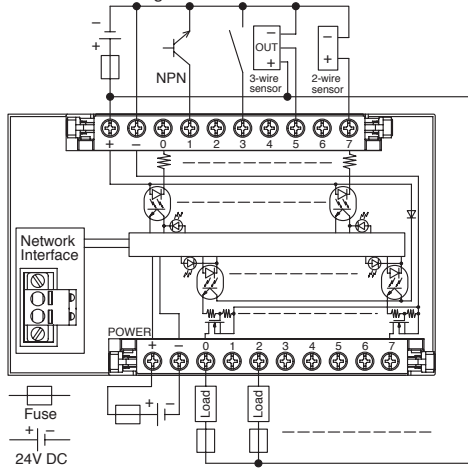 −
+
NPN
−
OUT
+
3-wire
sensor
−
+
2-wire
sensor
+ − 0 1 2 3 4 5 6 7
Network
Interface
POWER
+ − 0 1 2 3 4 5 6 7
Fuse
+ −
24V DC
+ −
Load
Load